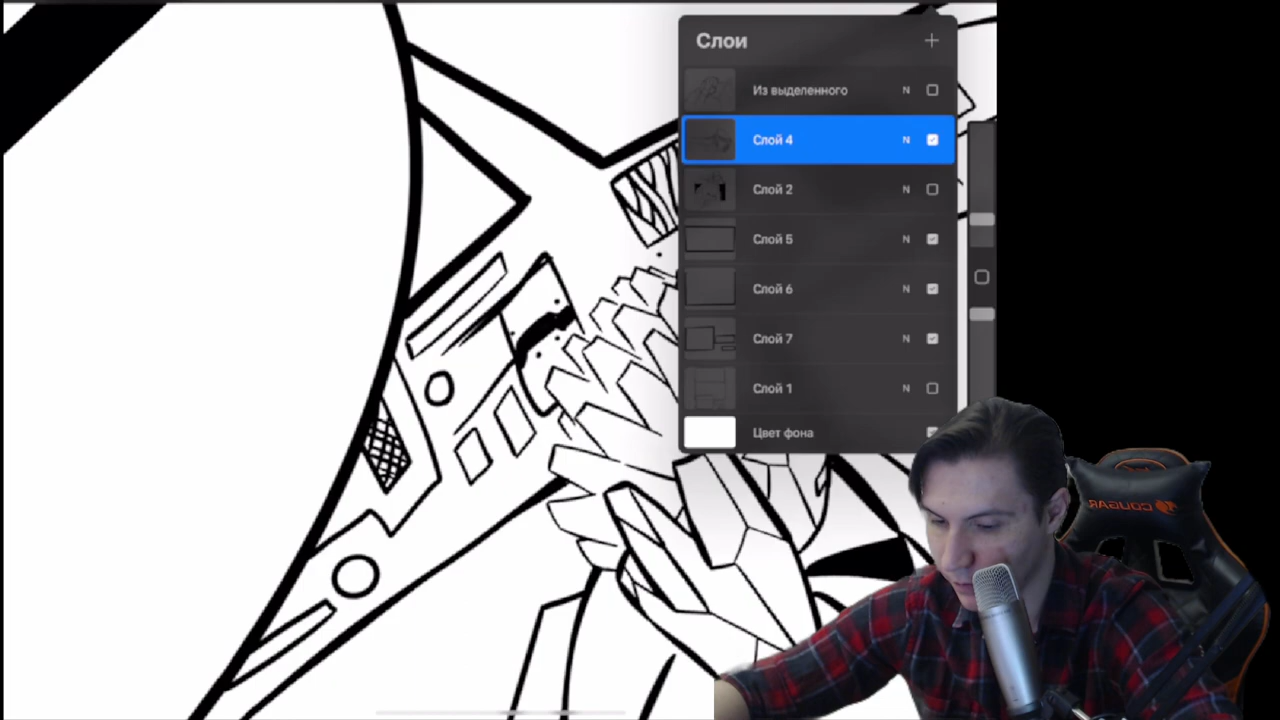 Слои
Из выделенного N
Слой 4 N
Слой 2 N
Слой 5 N
Слой 6 N
Слой 7 N
Слой 1 N
Цвет фона
COUGAR